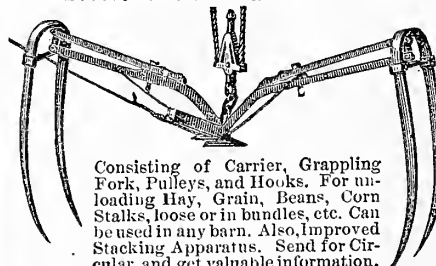 Consisting of Carrier, Grappling
Fork, Pulleys, and Hooks. For un-
loading Hay, Grain, Beans, Corn
Stalks, loose or in bundles, etc. Can
be used in any barn. Also, Improved
Stacking Apparatus. Send for Cir-
cular, and get valuable information.